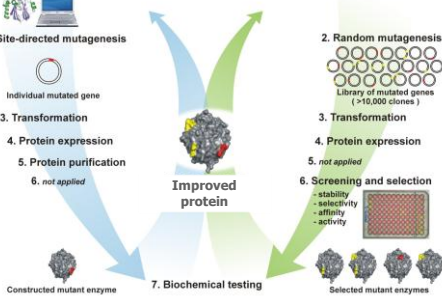 Site-directed mutagenesis
Individual mutated gene
3. Transformation
4. Protein expression
5. Protein purification
6. not applied
Constructed mutant enzyme
Improved
protein
7. Biochemical testing
2. Random mutagenesis
Library of mutated genes
( >10,000 clones )
3. Transformation
4. Protein expression
5. not applied
6. Screening and selection
- stability
- selectivity
- affinity
- activity
Selected mutant enzymes